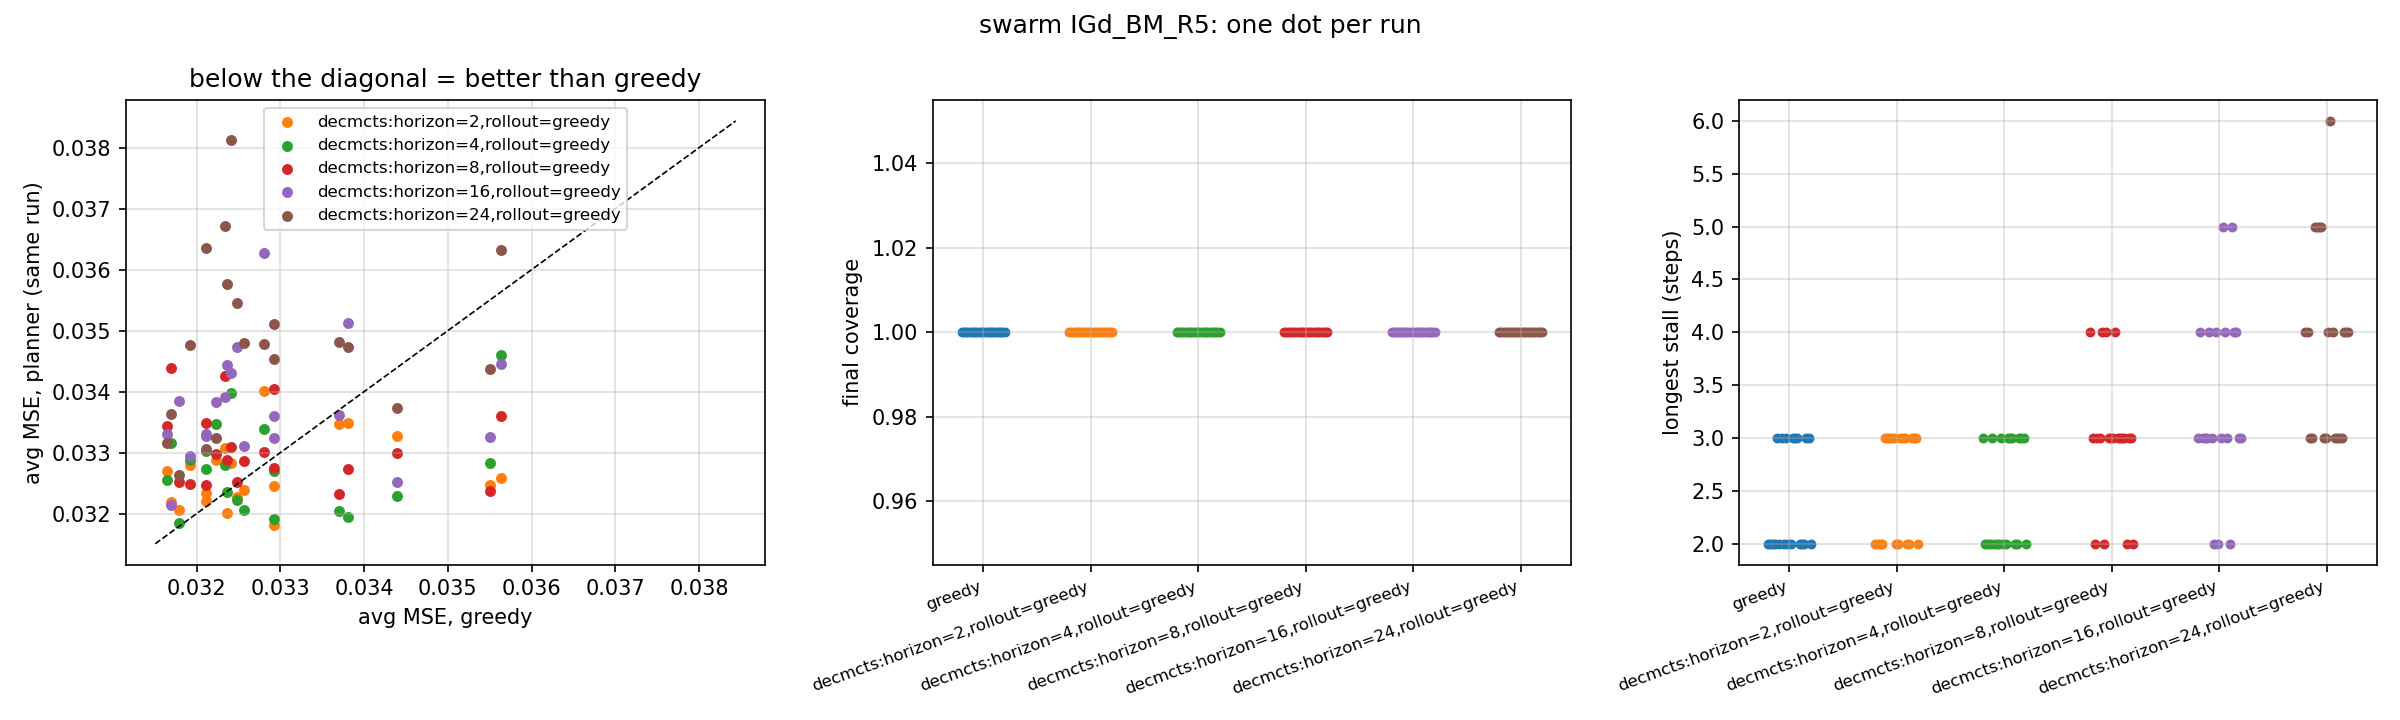 swarm IGd_BM_R5: one dot per run
below the diagonal = better than greedy
avg MSE, planner (same run)
0.038
0.037
0.036
0.035
0.034
0.033
0.032
decmcts:horizon=2,rollout=greedy
decmcts:horizon=4,rollout=greedy
decmcts:horizon=8,rollout=greedy
decmcts:horizon=16,rollout=greedy
decmcts:horizon=24,rollout=greedy
0.032 0.033 0.034 0.035 0.036 0.037 0.038
avg MSE, greedy
final coverage
1.04
1.02
1.00
0.98
0.96
greedy
decmcts:horizon=2,rollout=greedy
decmcts:horizon=4,rollout=greedy
decmcts:horizon=8,rollout=greedy
decmcts:horizon=16,rollout=greedy
decmcts:horizon=24,rollout=greedy
longest stall (steps)
6.0
5.5
5.0
4.5
4.0
3.5
3.0
2.5
2.0
greedy
decmcts:horizon=2,rollout=greedy
decmcts:horizon=4,rollout=greedy
decmcts:horizon=8,rollout=greedy
decmcts:horizon=16,rollout=greedy
decmcts:horizon=24,rollout=greedy